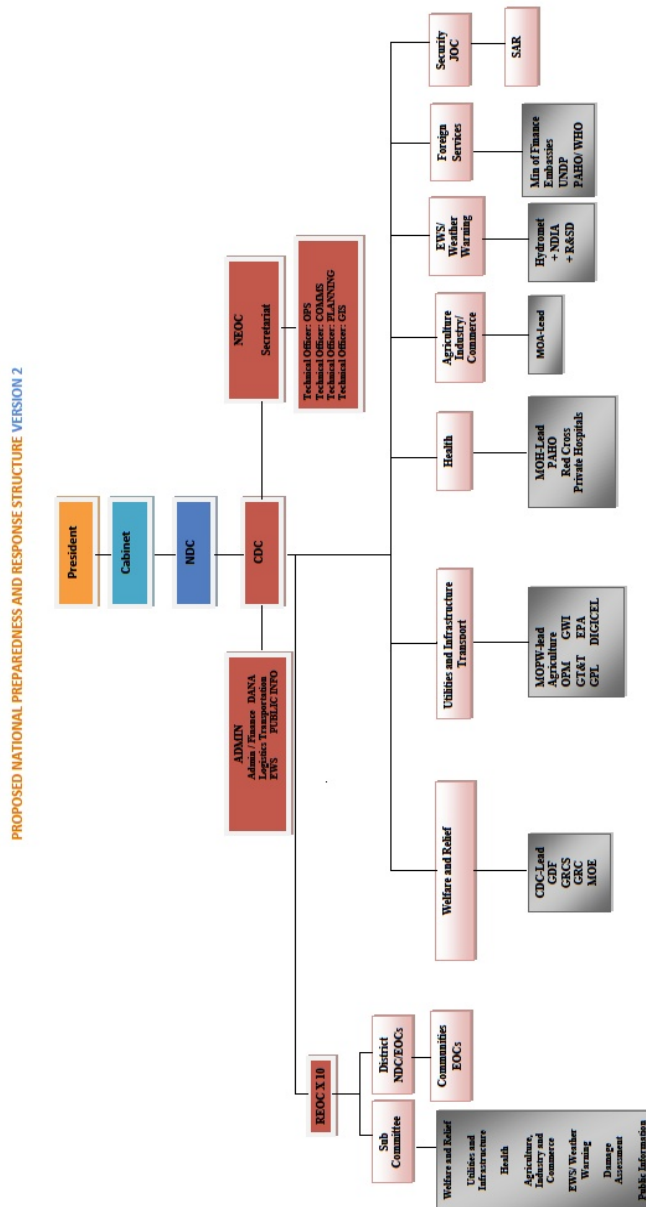 PROPOSED NATIONAL PREPAREDNESS AND RESPONSE STRUCTURE VERSION 2
President
Cabinet
NDC
CDC
ADMIN
Admin / Finance DANA
Logistics Transportation
EWS PUBLIC INFO
NEOC
Secretariat
Technical Officer: OPS
Technical Officer: COMMS
Technical Officer: PLANNING
Technical Officer: GIS
REOC X 10
Sub
Committee
District
NDC/EOCs
Communities
EOCs
Welfare and Relief
Utilities and
Infrastructure
Health
Agriculture,
Industry and
Commerce
EWS/ Weather
Warning
Damage
Assessment
Public Information
Welfare and Relief
CDC-Lead
GDF
GRCS
GRC
MOE
Utilities and Infrastructure
Transport
MOPW-lead
Agriculture
OPM GWI
GT&T EPA
GPL DIGICEL
Health
MOH-Lead
PAHO
Red Cross
Private Hospitals
Agriculture
Industry/
Commerce
MOA-Lead
EWS/
Weather
Warning
Hydromet
+ NDIA
+ R&SD
Foreign
Services
Min of Finance
Embassies
UNDP
PAHO/ WHO
Security
JOC
SAR